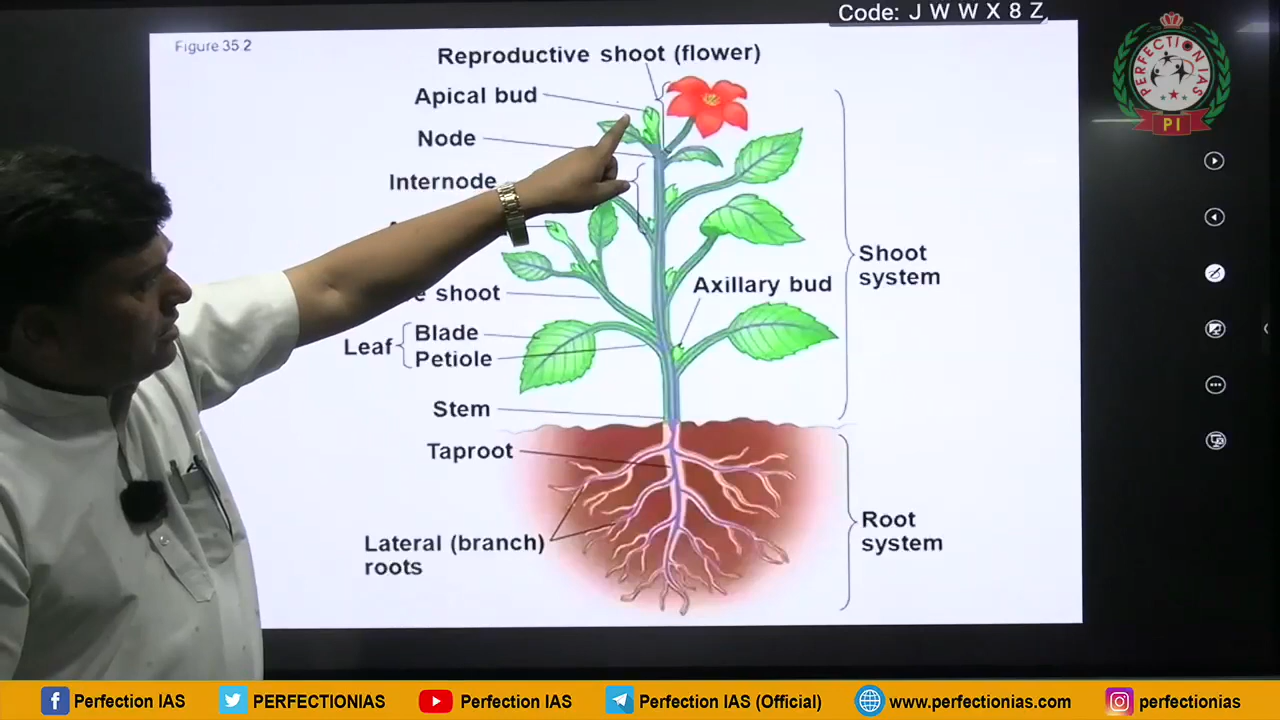 Code: J W W X 8 Z
Figure 35.2
PERFECTION IAS
PI
Reproductive shoot (flower)
Apical bud
Node
Internode
Shoot
system
Axillary bud
shoot
Leaf
Blade
Petiole
Stem
Taproot
Root
system
Lateral (branch)
roots
Perfection IAS
PERFECTIONIAS
Perfection IAS
Perfection IAS (Official)
www.perfectionias.com
perfectionias